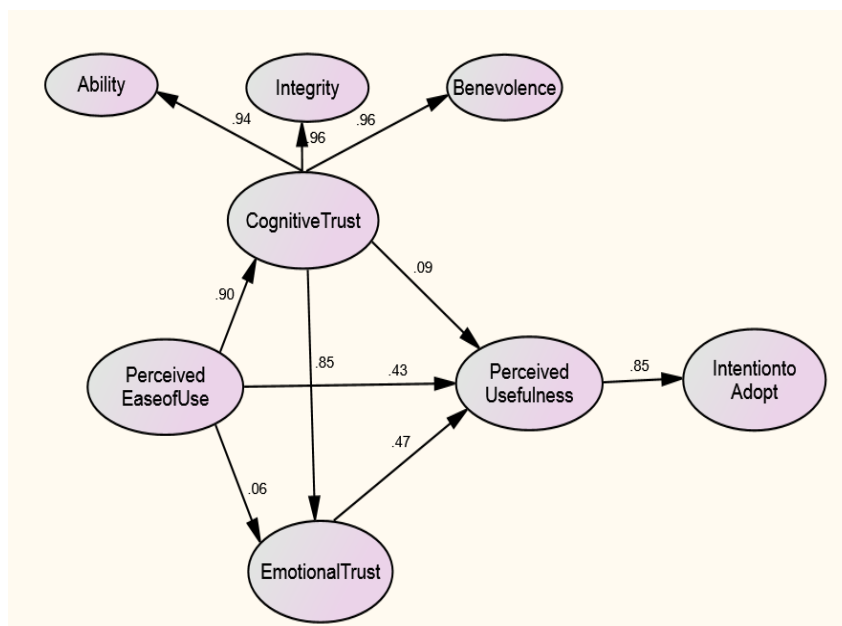 Ability
Integrity
Benevolence
.94
.96
.96
CognitiveTrust
.09
.90
Perceived
EaseofUse
.85
.43
Perceived
Usefulness
.85
Intentionto
Adopt
.47
.06
EmotionalTrust